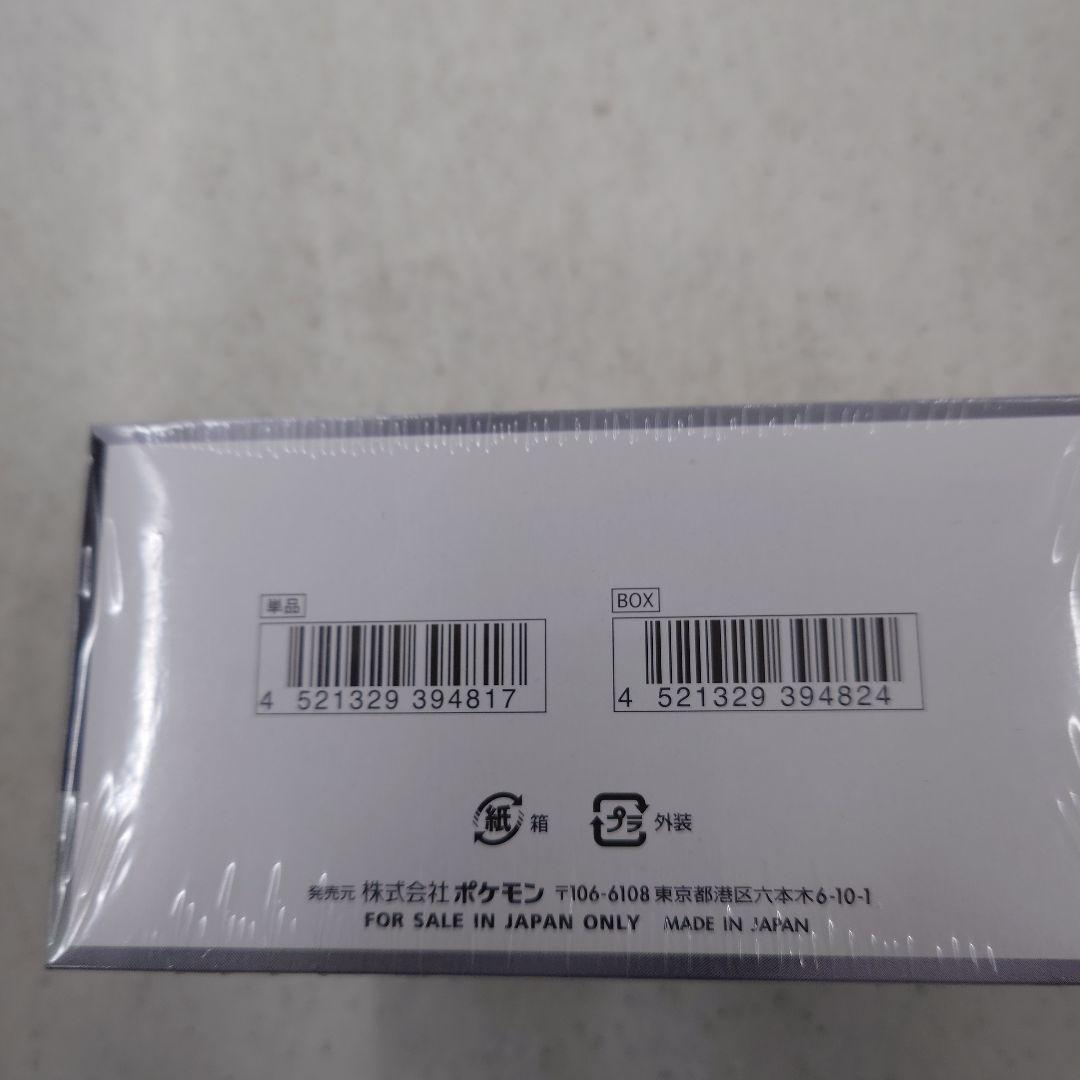 単品
4 521329 394817
BOX
4 521329 394824
紙 箱
プラ 外装
発売元 株式会社 ポケモン 〒106-6108 東京都港区六本木6-10-1
FOR SALE IN JAPAN ONLY MADE IN JAPAN